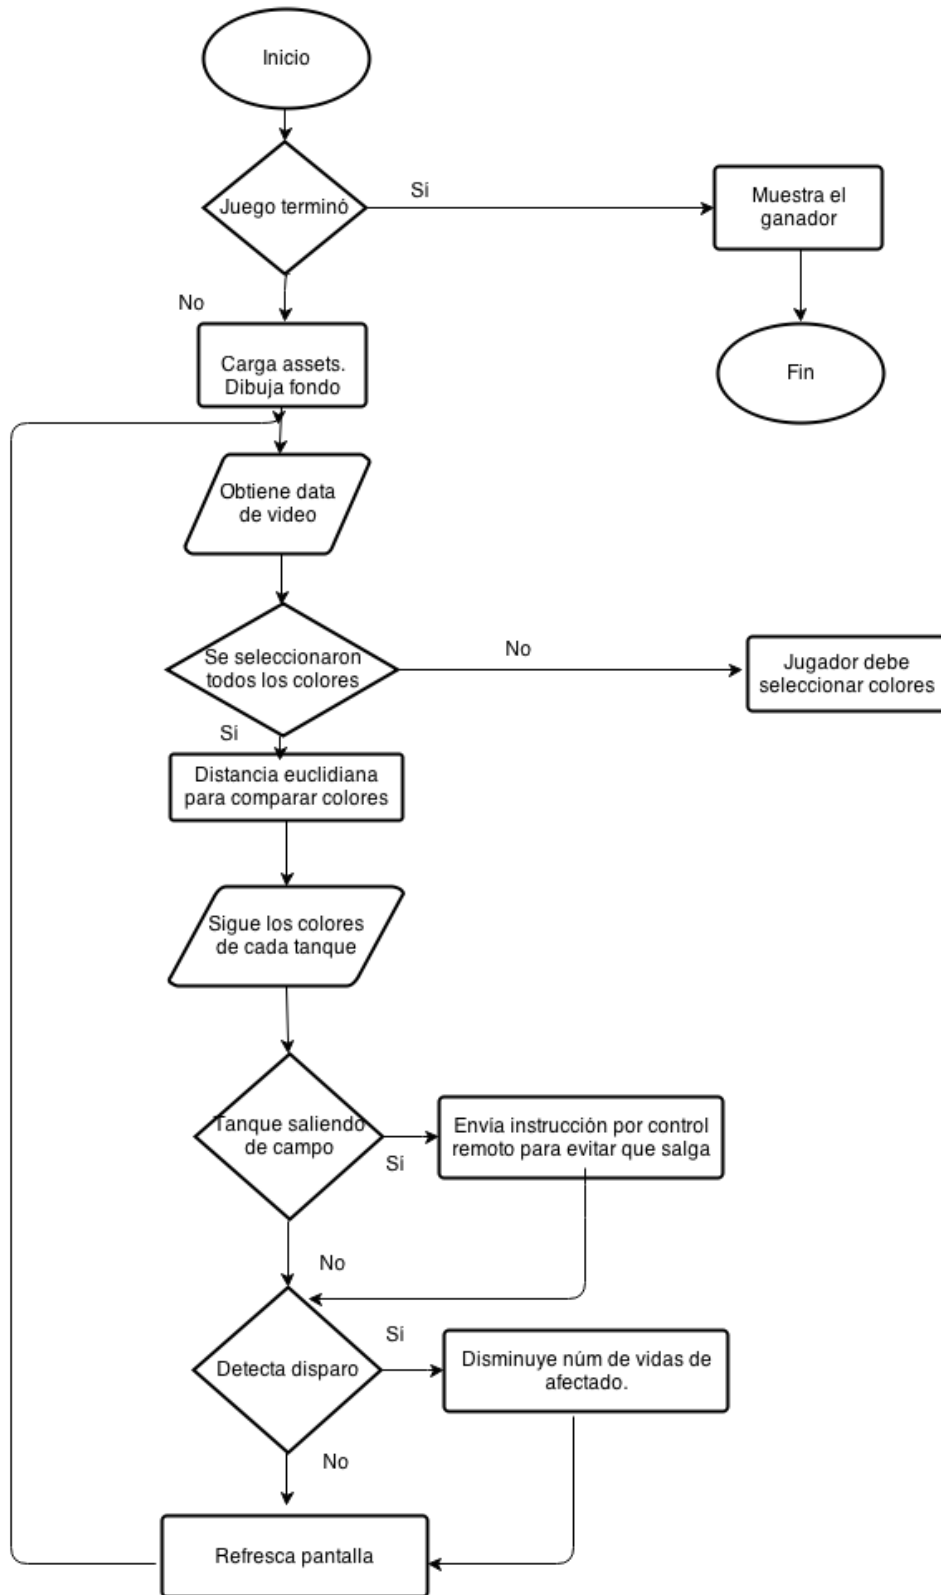 Inicio
Juego terminó
Sí
Muestra el
ganador
No
Carga assets.
Dibuja fondo
Fin
Obtiene data
de video
Se seleccionaron
todos los colores
No
Jugador debe
seleccionar colores
Sí
Distancia euclidiana
para comparar colores
Sigue los colores
de cada tanque
Tanque saliendo
de campo
Sí
Envía instrucción por control
remoto para evitar que salga
No
Detecta disparo
Sí
Disminuye núm de vidas de
afectado.
No
Refresca pantalla